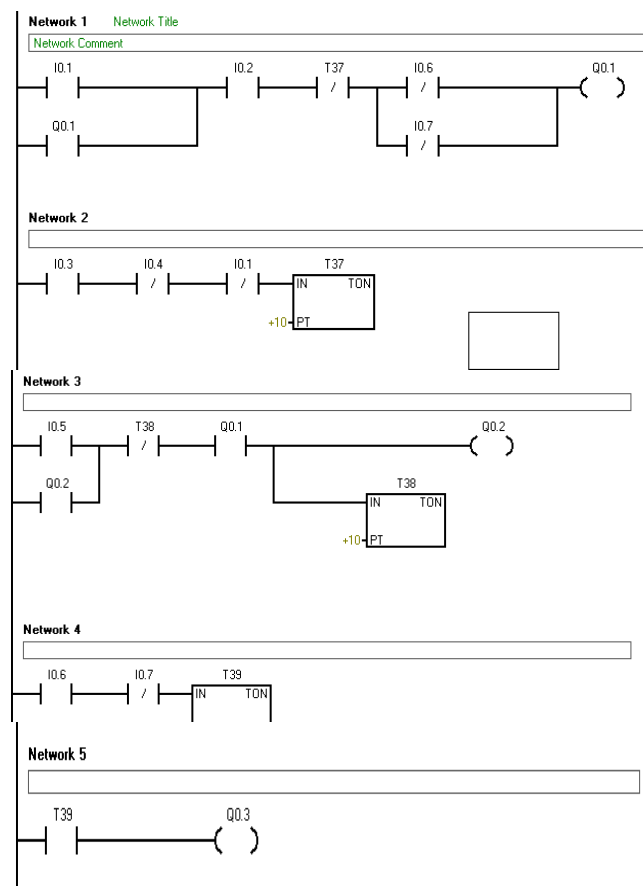 Network 1 Network Title
Network Comment
I0.1 I0.2 T37 I0.6 Q0.1
/ /
Q0.1 I0.7
/
Network 2
I0.3 I0.4 I0.1 T37
/ / IN TON
+10 PT
Network 3
I0.5 T38 Q0.1 Q0.2
/
Q0.2 T38
IN TON
+10 PT
Network 4
I0.6 I0.7 T39
/ IN TON
Network 5
T39 Q0.3